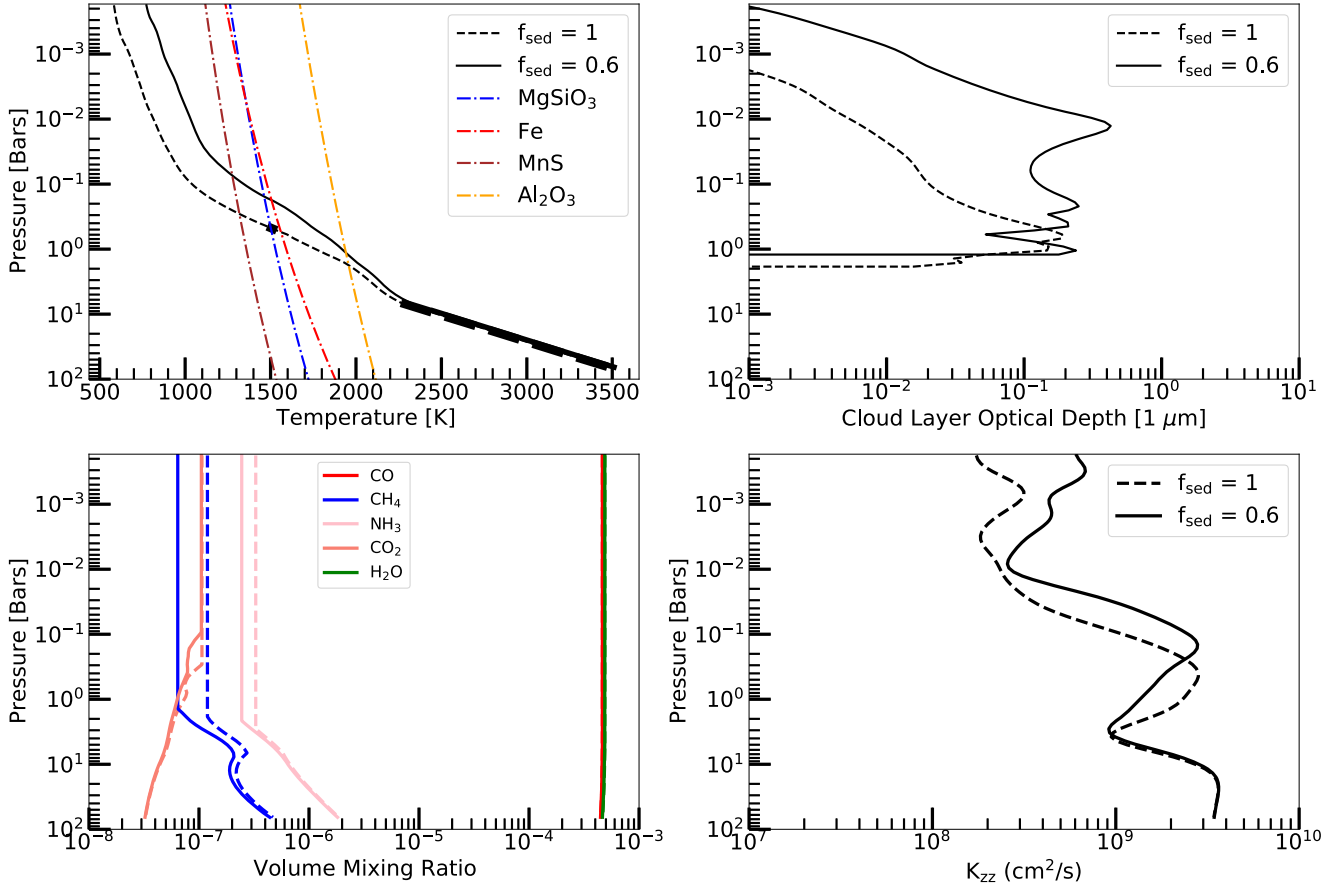 f_sed = 1
f_sed = 0.6
MgSiO₃
Fe
MnS
Al₂O₃
Pressure [Bars]
10⁻³
10⁻²
10⁻¹
10⁰
10¹
10²
500 1000 1500 2000 2500 3000 3500
Temperature [K]
f_sed = 1
f_sed = 0.6
Pressure [Bars]
10⁻³
10⁻²
10⁻¹
10⁰
10¹
10²
10⁻³ 10⁻² 10⁻¹ 10⁰ 10¹
Cloud Layer Optical Depth [1 μm]
CO
CH₄
NH₃
CO₂
H₂O
Pressure [Bars]
10⁻³
10⁻²
10⁻¹
10⁰
10¹
10²
10⁻⁸ 10⁻⁷ 10⁻⁶ 10⁻⁵ 10⁻⁴ 10⁻³
Volume Mixing Ratio
f_sed = 1
f_sed = 0.6
Pressure [Bars]
10⁻³
10⁻²
10⁻¹
10⁰
10¹
10²
10⁷ 10⁸ 10⁹ 10¹⁰
K_zz (cm²/s)